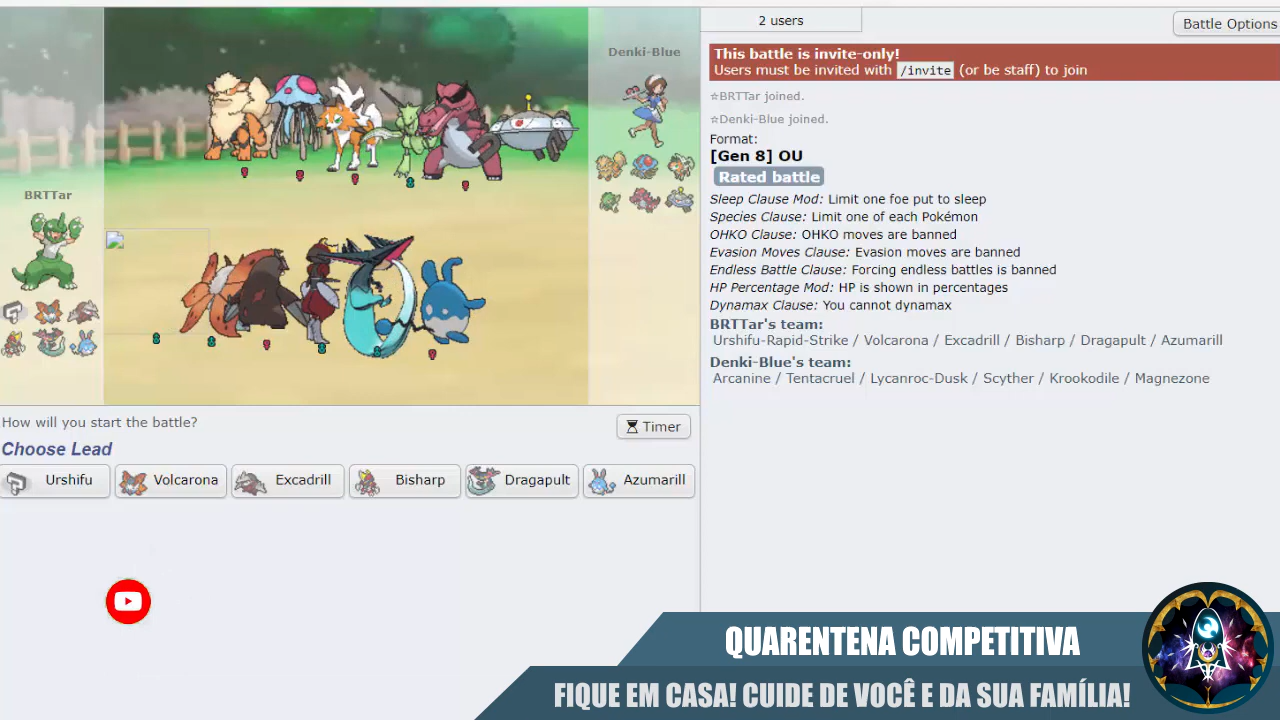 Denki-Blue
BRTTar
How will you start the battle?
Timer
Choose Lead
Urshifu
Volcarona
Excadrill
Bisharp
Dragapult
Azumarill
2 users
Battle Options
This battle is invite-only!
Users must be invited with /invite (or be staff) to join
☆BRTTar joined.
☆Denki-Blue joined.
Format:
[Gen 8] OU
Rated battle
Sleep Clause Mod: Limit one foe put to sleep
Species Clause: Limit one of each Pokémon
OHKO Clause: OHKO moves are banned
Evasion Moves Clause: Evasion moves are banned
Endless Battle Clause: Forcing endless battles is banned
HP Percentage Mod: HP is shown in percentages
Dynamax Clause: You cannot dynamax
BRTTar's team:
Urshifu-Rapid-Strike / Volcarona / Excadrill / Bisharp / Dragapult / Azumarill
Denki-Blue's team:
Arcanine / Tentacruel / Lycanroc-Dusk / Scyther / Krookodile / Magnezone
QUARENTENA COMPETITIVA
FIQUE EM CASA! CUIDE DE VOCÊ E DA SUA FAMÍLIA!